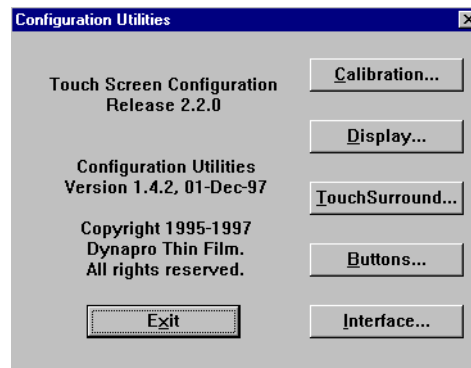 Configuration Utilities
Touch Screen Configuration
Release 2.2.0
Configuration Utilities
Version 1.4.2, 01-Dec-97
Copyright 1995-1997
Dynapro Thin Film.
All rights reserved.
Exit
Calibration...
Display...
TouchSurround...
Buttons...
Interface...